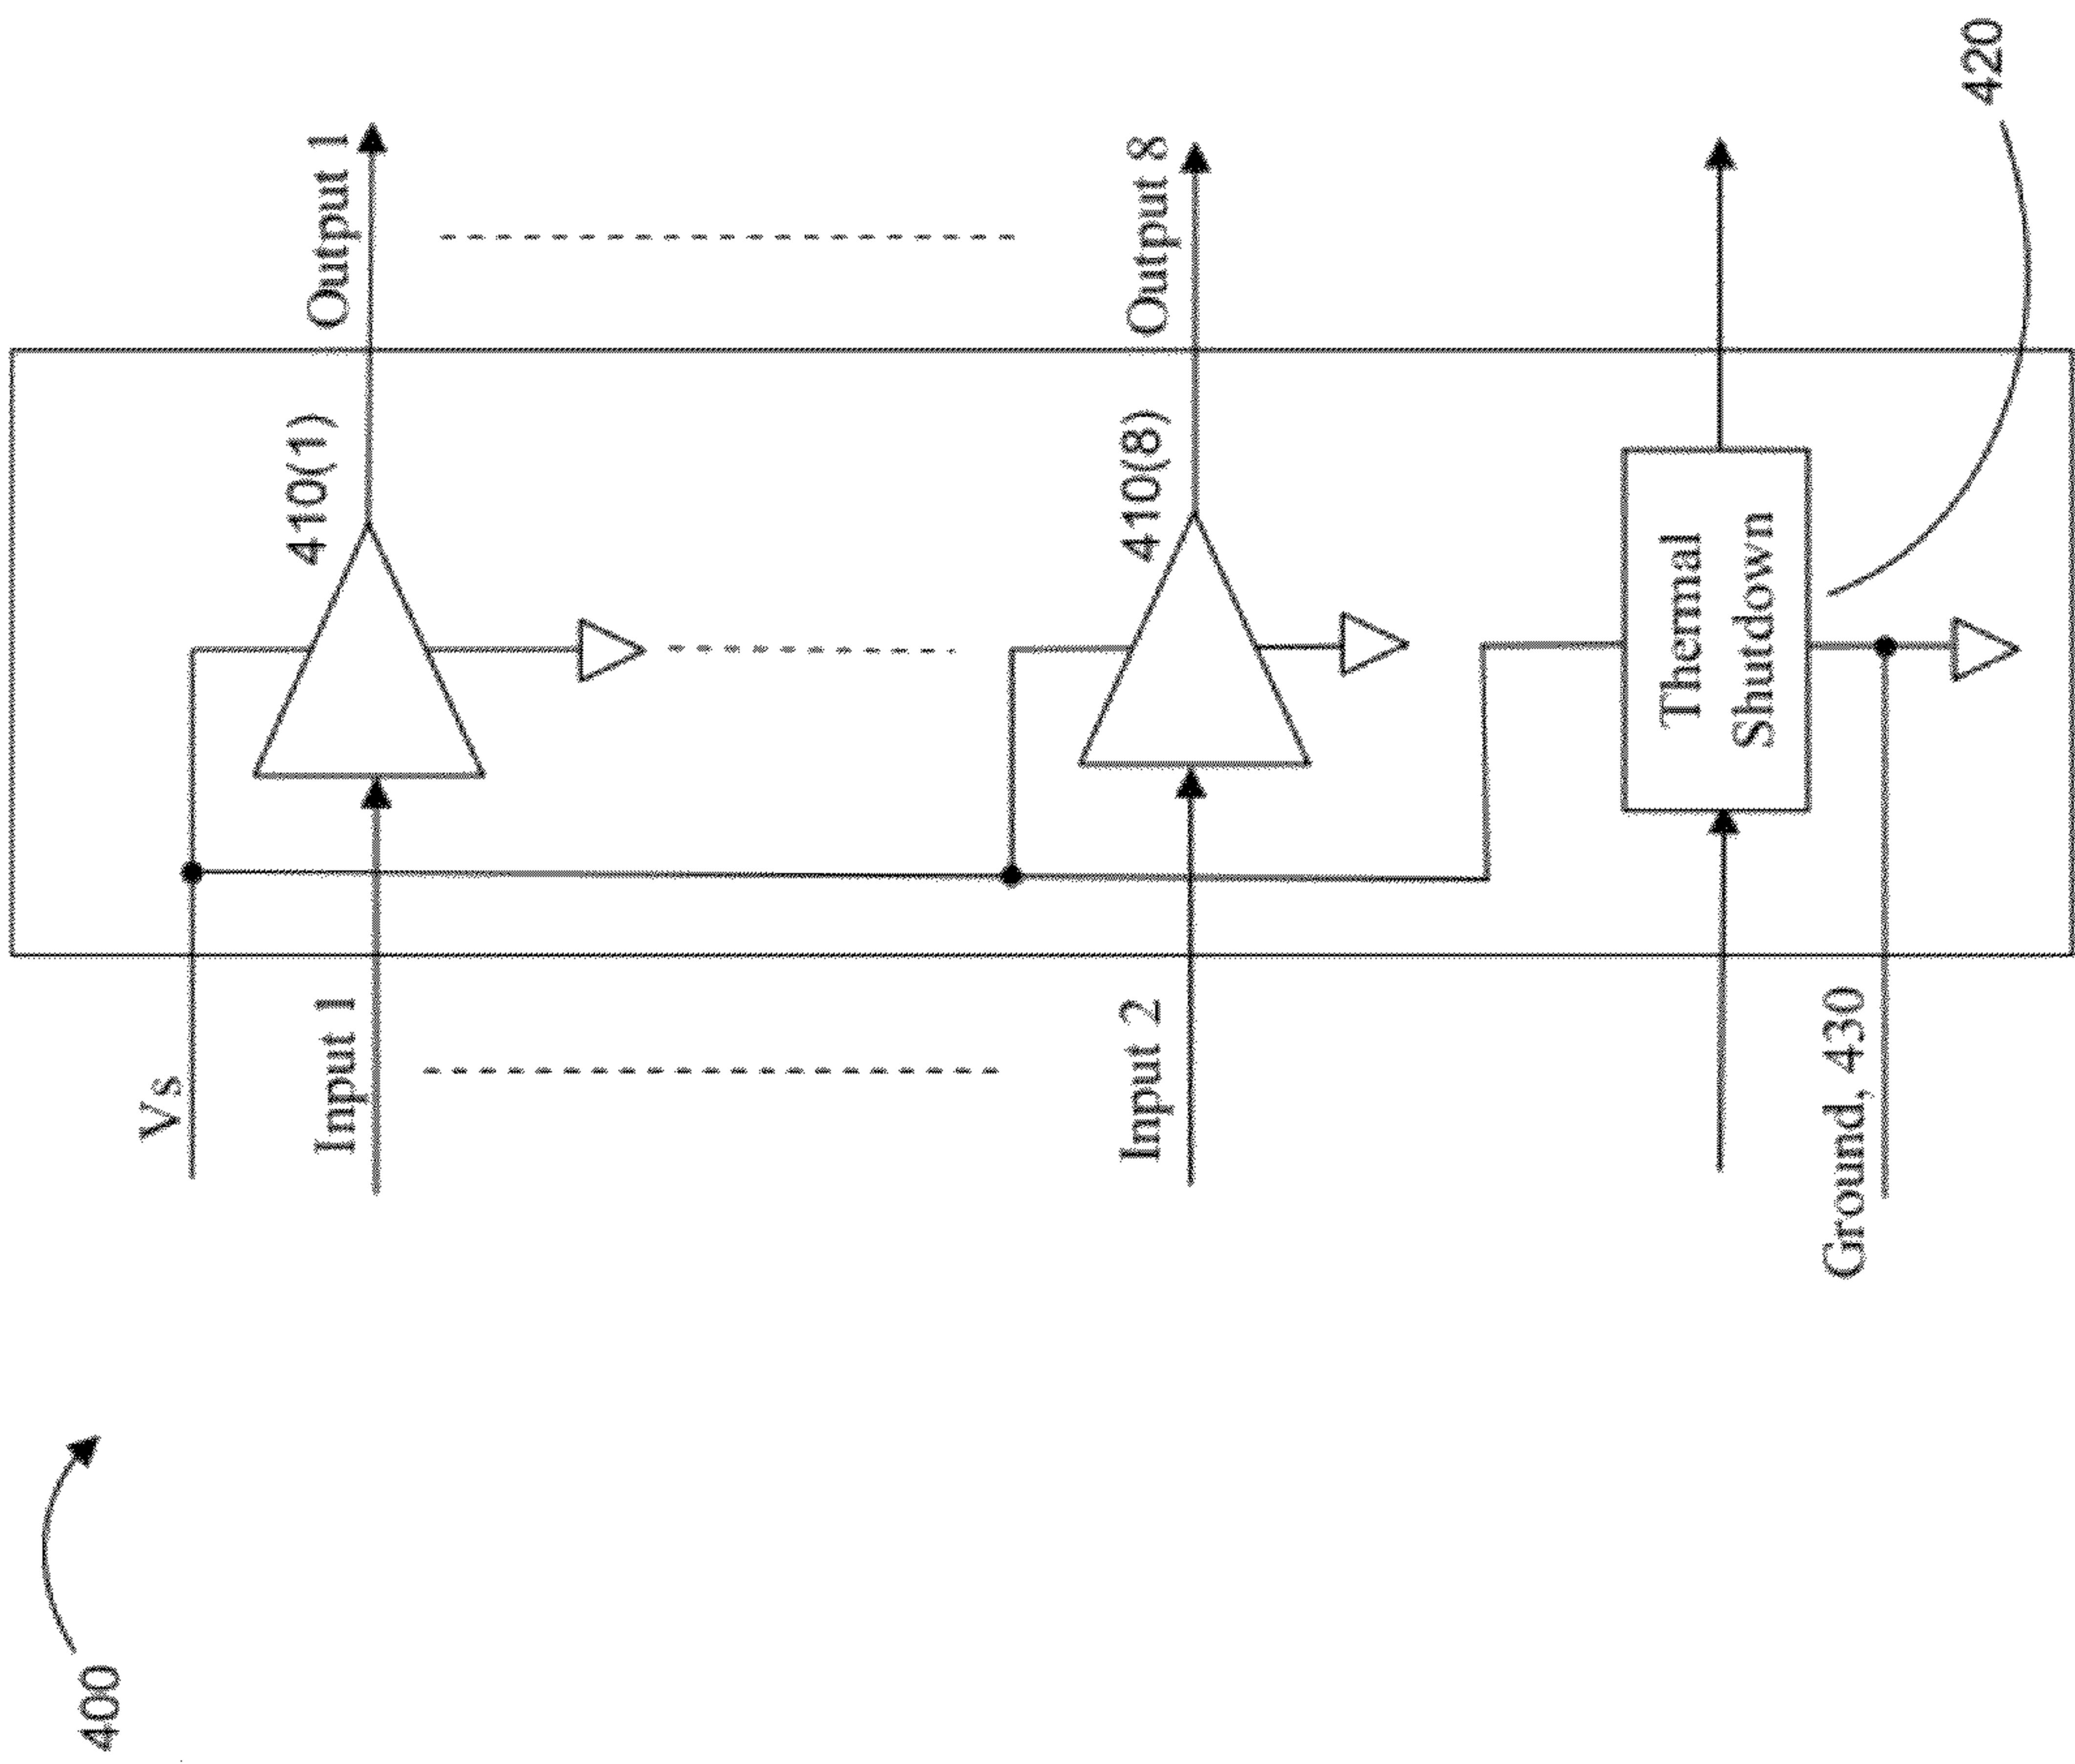 Vs
Input 1
410(1)
Output 1
Input 2
410(8)
Output 8
Thermal
Shutdown
Ground, 430
420
400